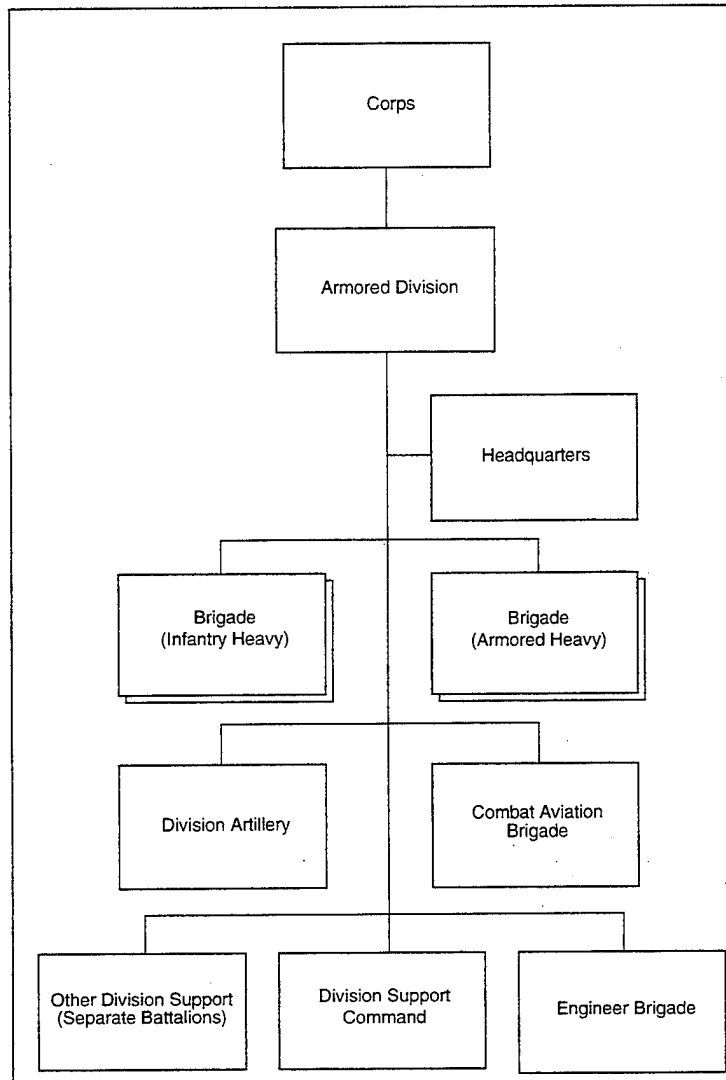 Corps
Armored Division
Headquarters
Brigade
(Infantry Heavy)
Brigade
(Armored Heavy)
Division Artillery
Combat Aviation
Brigade
Other Division Support
(Separate Battalions)
Division Support
Command
Engineer Brigade